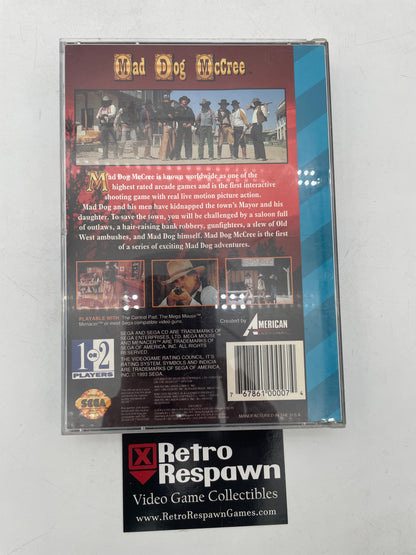 Mad Dog McCree™
Mad Dog McCree is known worldwide as one of the
highest rated arcade games and is the first interactive
shooting game with real live motion picture action.
Mad Dog and his men have kidnapped the town's Mayor and his
daughter. To save the town, you will be challenged by a saloon full
of outlaws, a hair-raising bank robbery, gunfighters, a slew of Old
West ambushes, and Mad Dog himself. Mad Dog McCree is the first
of a series of exciting Mad Dog adventures.
PLAYABLE WITH: The Control Pad, The Mega Mouse™
Menacer™ or most Sega compatible video guns.
Created by AMERICAN
SEGA AND SEGA CD ARE TRADEMARKS OF
SEGA ENTERPRISES, LTD. MEGA MOUSE™
AND MENACER™ ARE TRADEMARKS OF
SEGA OF AMERICA, INC. ALL RIGHTS
RESERVED.
THE VIDEOGAME RATING COUNCIL, IT'S
RATING SYSTEM, SYMBOLS AND INDICIA
ARE TRADEMARKS OF SEGA OF AMERICA,
INC. © 1993 SEGA.
1 OR 2
PLAYERS
SEGA
7 67861 00007 4
MANUFACTURED IN THE U.S.A.
Retro
Respawn
Video Game Collectibles
www.RetroRespawnGames.com